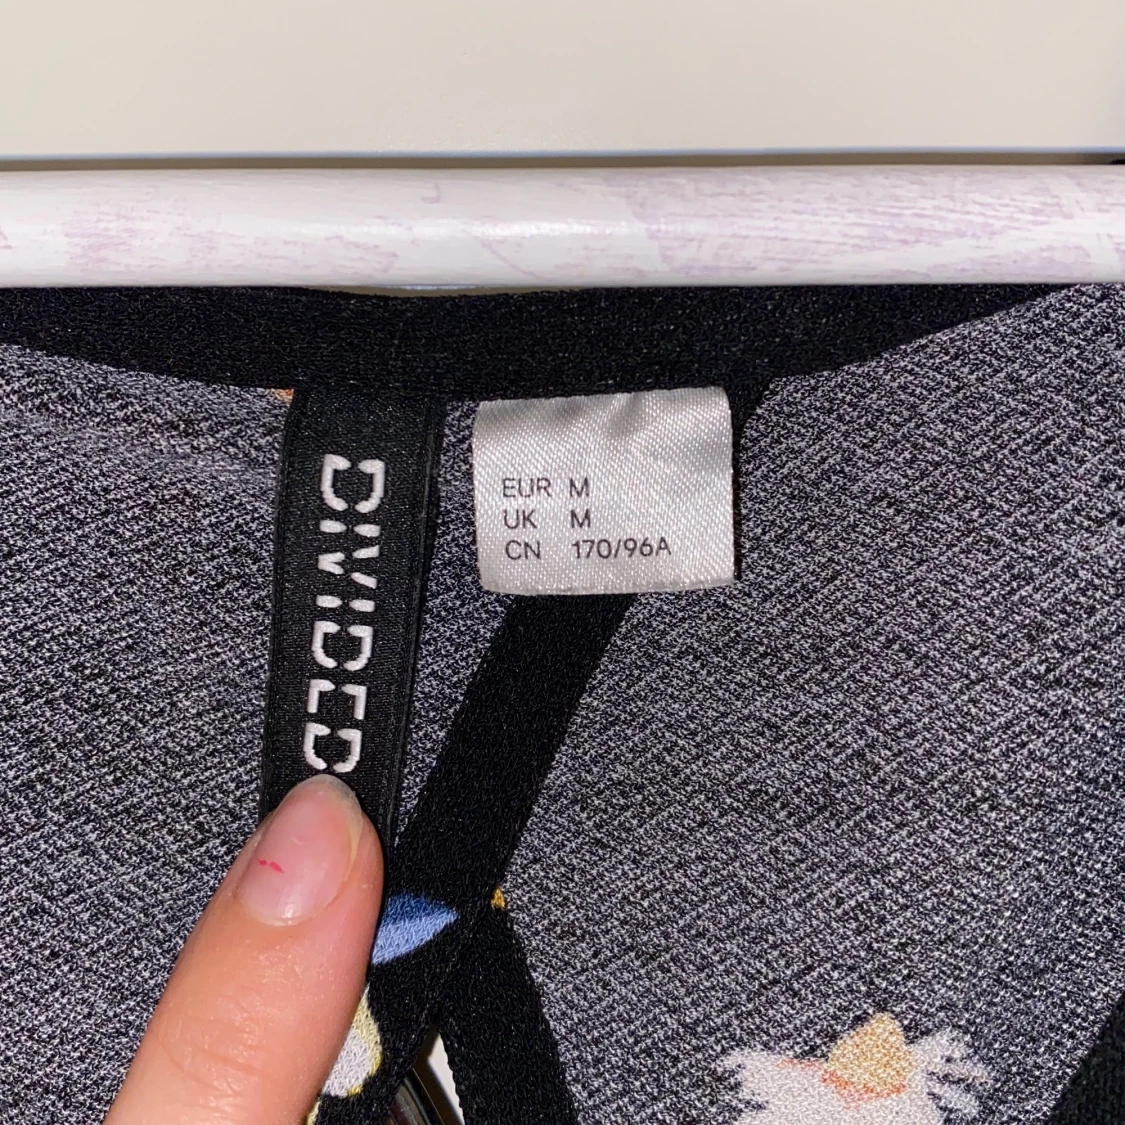 DIVIDED
EUR M
UK M
CN 170/96A